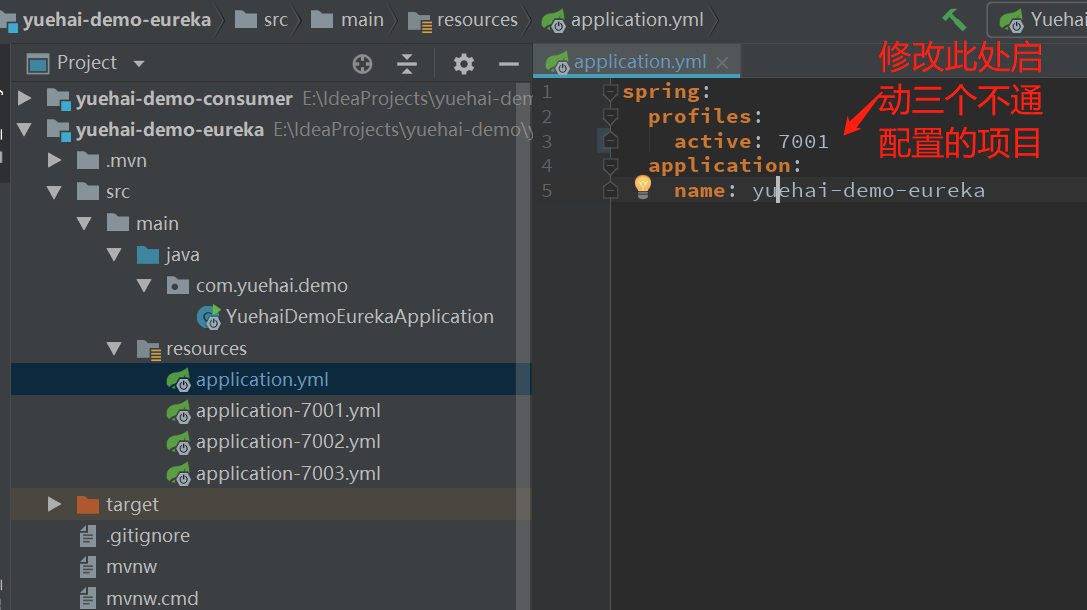 yuehai-demo-eureka src main resources application.yml Yuehai
Project
application.yml
yuehai-demo-consumer E:\IdeaProjects\yuehai-dem
yuehai-demo-eureka E:\IdeaProjects\yuehai-demo\y
.mvn
src
main
java
com.yuehai.demo
YuehaiDemoEurekaApplication
resources
application.yml
application-7001.yml
application-7002.yml
application-7003.yml
target
.gitignore
mvnw
mvnw.cmd
1 spring:
2 profiles:
3 active: 7001
4 application:
5 name: yuehai-demo-eureka
修改此处启
动三个不通
配置的项目